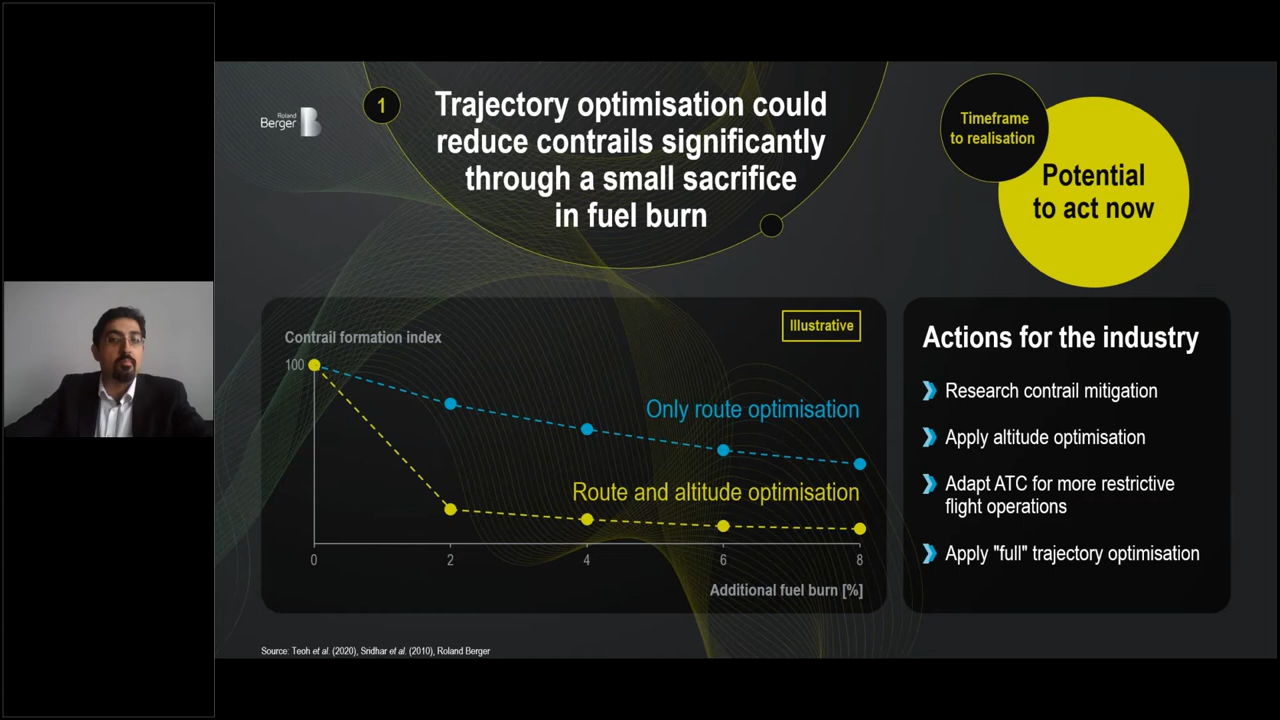 Roland
Berger
1
Trajectory optimisation could
reduce contrails significantly
through a small sacrifice
in fuel burn
Timeframe
to realisation
Potential
to act now
Contrail formation index
Illustrative
100
Only route optimisation
Route and altitude optimisation
0 2 4 6 8
Additional fuel burn [%]
Actions for the industry
Research contrail mitigation
Apply altitude optimisation
Adapt ATC for more restrictive
flight operations
Apply "full" trajectory optimisation
Source: Teoh et al. (2020), Sridhar et al. (2010), Roland Berger